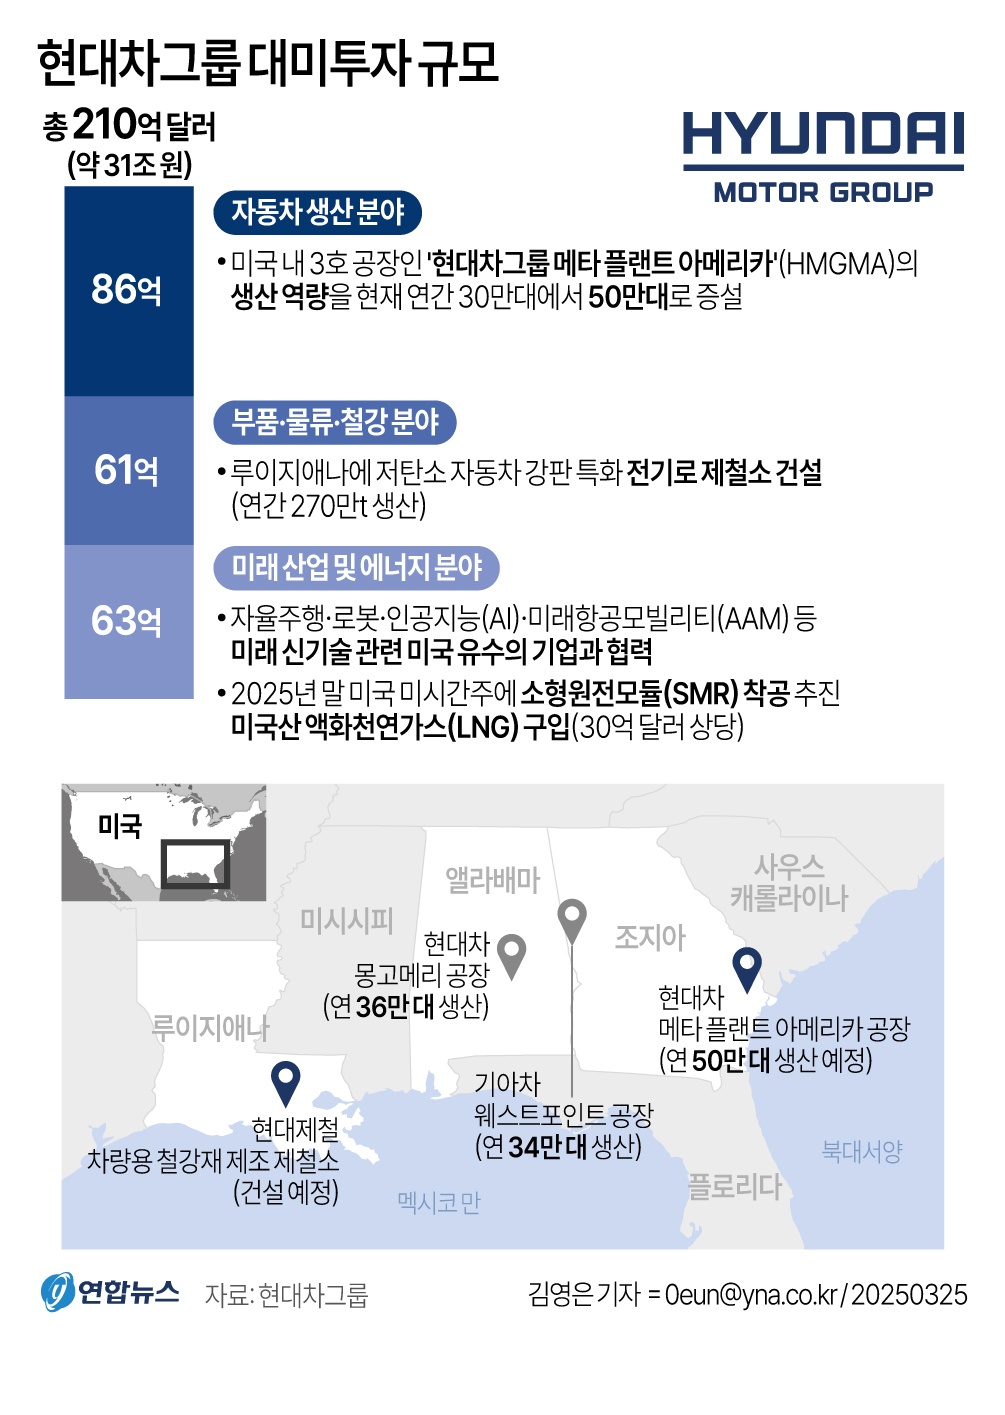 현대차그룹 대미투자 규모
총 210억 달러
(약 31조 원)
HYUNDAI
MOTOR GROUP
86억
자동차 생산 분야
• 미국 내 3호 공장인 '현대차그룹 메타 플랜트 아메리카'(HMGMA)의
생산 역량을 현재 연간 30만대에서 50만대로 증설
61억
부품·물류·철강 분야
• 루이지애나에 저탄소 자동차 강판 특화 전기로 제철소 건설
(연간 270만t 생산)
63억
미래 산업 및 에너지 분야
• 자율주행·로봇·인공지능(AI)·미래항공모빌리티(AAM) 등
미래 신기술 관련 미국 유수의 기업과 협력
• 2025년 말 미국 미시간주에 소형원전모듈(SMR) 착공 추진
미국산 액화천연가스(LNG) 구입(30억 달러 상당)
미국
앨라배마
사우스
캐롤라이나
미시시피
조지아
현대차
몽고메리 공장
(연 36만 대 생산)
현대차
메타 플랜트 아메리카 공장
(연 50만 대 생산 예정)
루이지애나
기아차
웨스트포인트 공장
(연 34만 대 생산)
현대제철
차량용 철강재 제조 제철소
(건설 예정)
북대서양
플로리다
멕시코 만
연합뉴스
자료: 현대차그룹
김영은 기자 = 0eun@yna.co.kr / 20250325